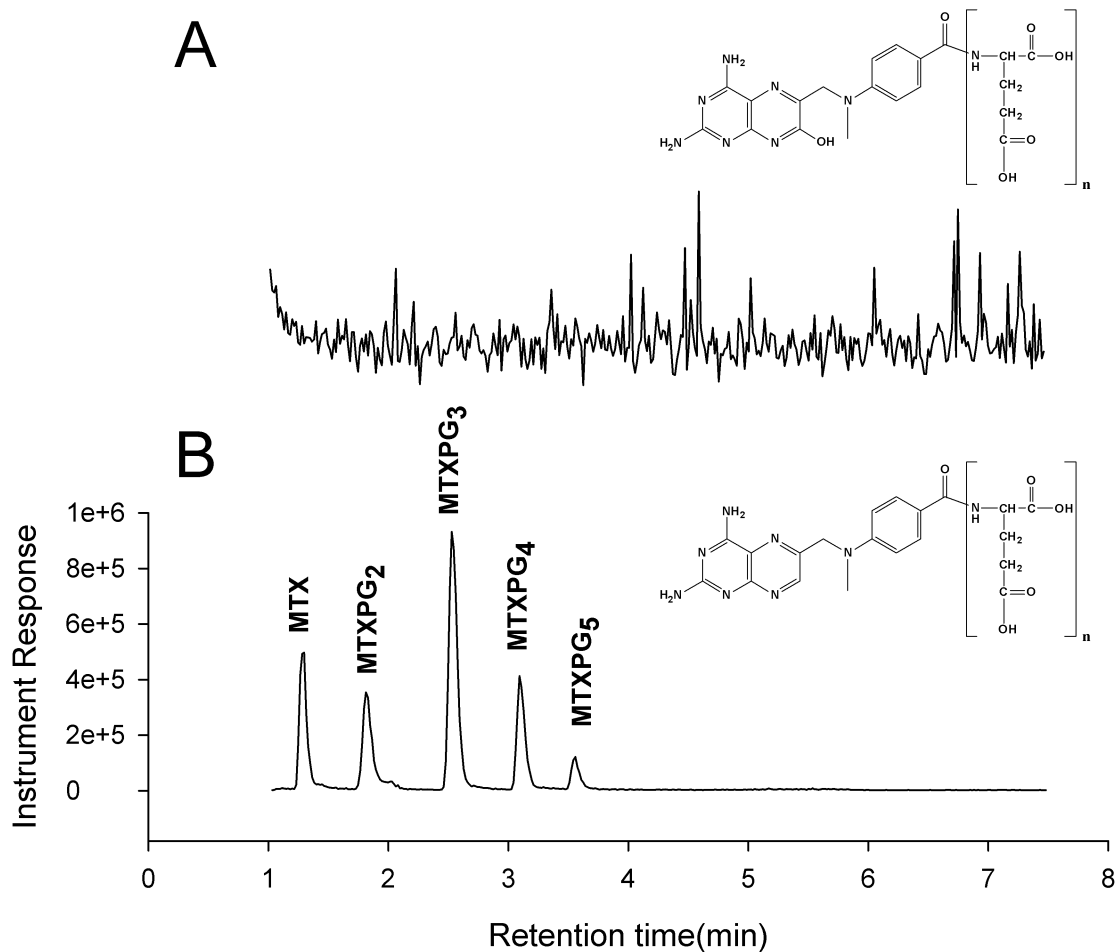 A
O
O
NH₂
N
H
CH
C
OH
N
N
N
CH₂
CH₂
H₂N
N
N
OH
C
O
OH
n
B
MTXPG₃
O
O
NH₂
N
H
CH
C
OH
1e+6
N
N
N
CH₂
8e+5
CH₂
H₂N
N
N
C
O
6e+5
OH
n
MTX
MTXPG₂
MTXPG₄
MTXPG₅
4e+5
2e+5
0
Instrument Response
0 1 2 3 4 5 6 7 8
Retention time(min)